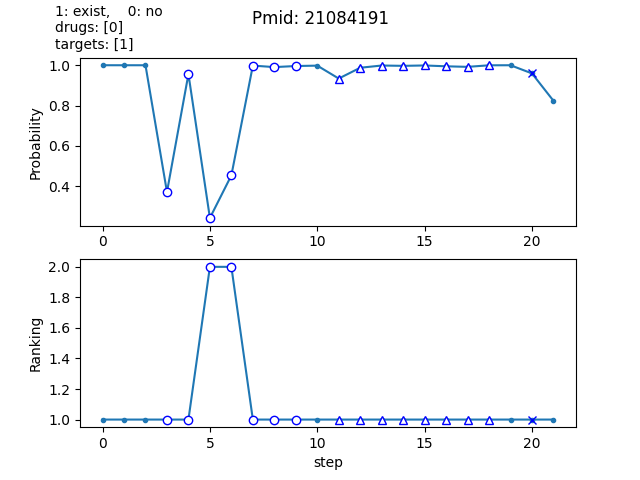 1: exist,    0: no
drugs: [0]
targets: [1]
Pmid: 21084191
Probability
1.0
0.8
0.6
0.4
0 5 10 15 20
Ranking
2.0
1.8
1.6
1.4
1.2
1.0
0 5 10 15 20
step